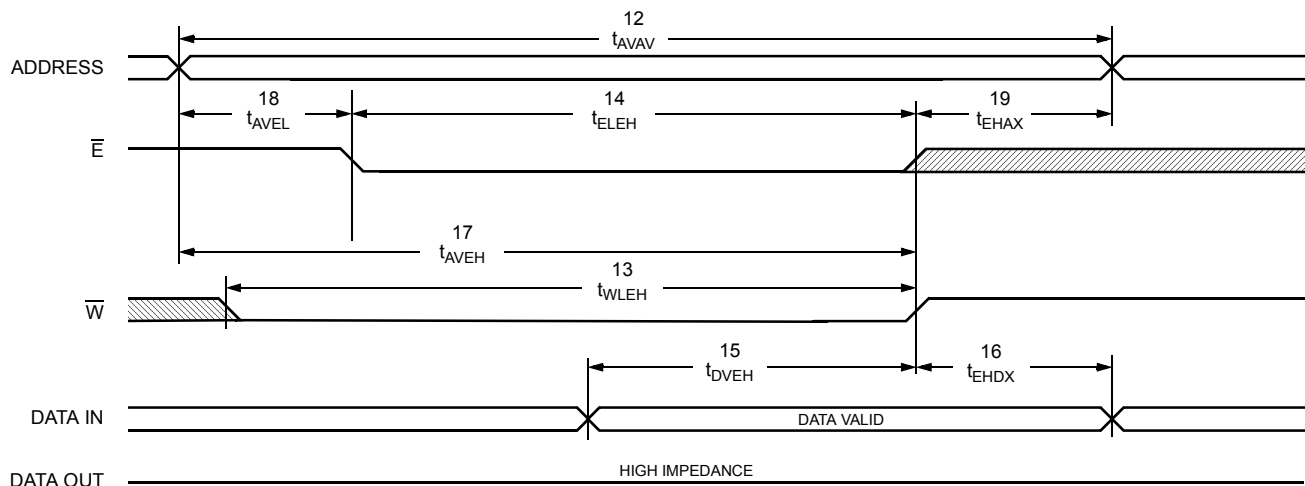 12
tAVAV
ADDRESS
18
tAVEL
14
tELEH
19
tEHAX
E
17
tAVEH
13
tWLEH
W
15
tDVEH
16
tEHDX
DATA IN
DATA VALID
DATA OUT
HIGH IMPEDANCE